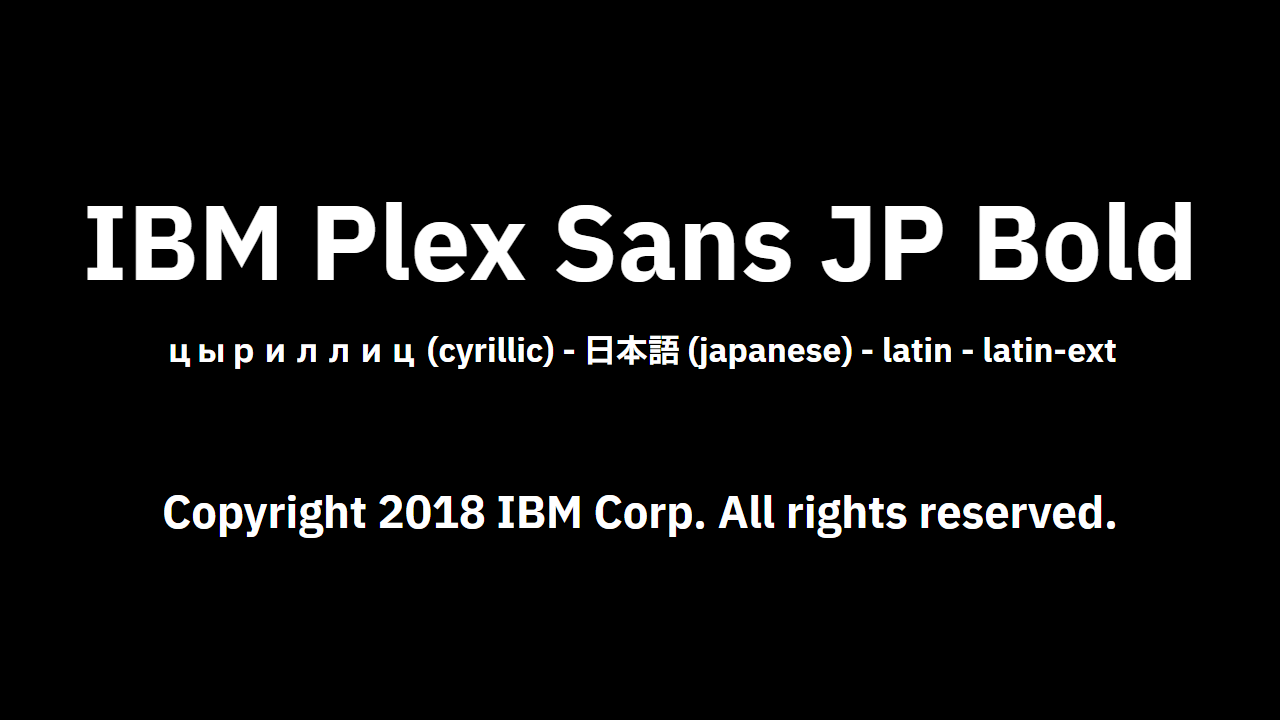 IBM Plex Sans JP Bold
цыриллиц (cyrillic) - 日本語 (japanese) - latin - latin-ext
Copyright 2018 IBM Corp. All rights reserved.